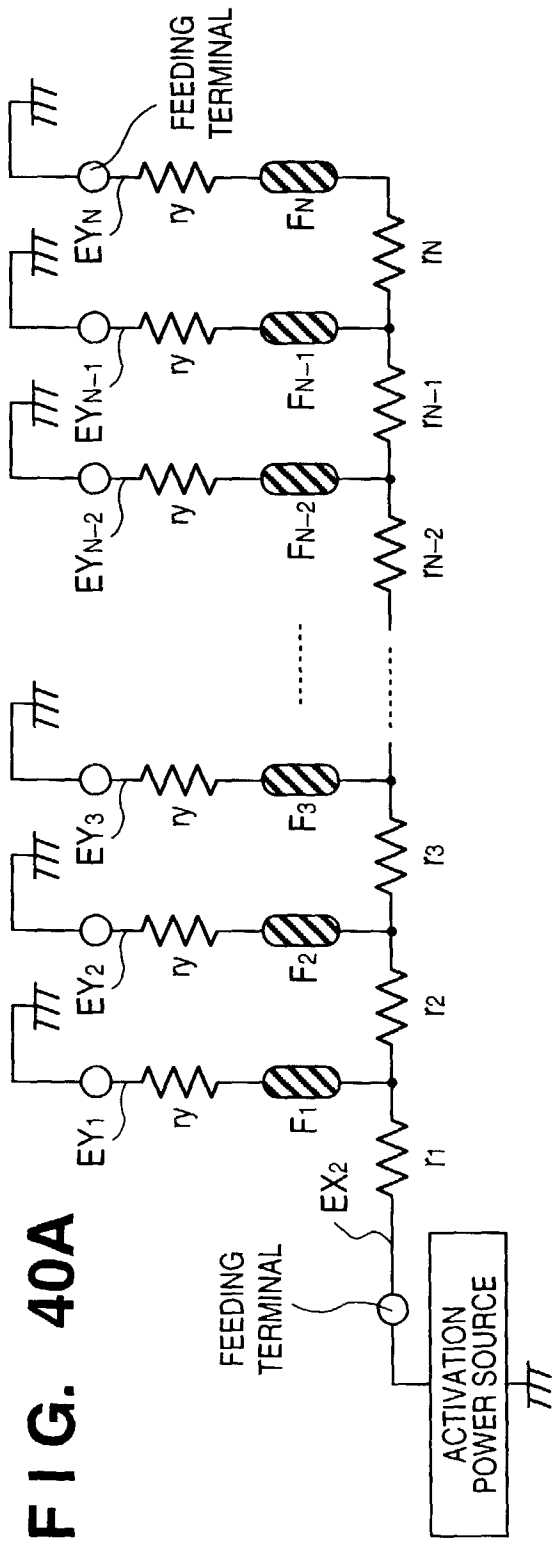 FIG. 40A
FEEDING
TERMINAL
EY1
EY2
EY3
EYN-2
EYN-1
EYN
ry
ry
ry
ry
ry
ry
F1
F2
F3
FN-2
FN-1
FN
FEEDING
TERMINAL
EX2
r1
r2
r3
rN-2
rN-1
rN
ACTIVATION
POWER SOURCE